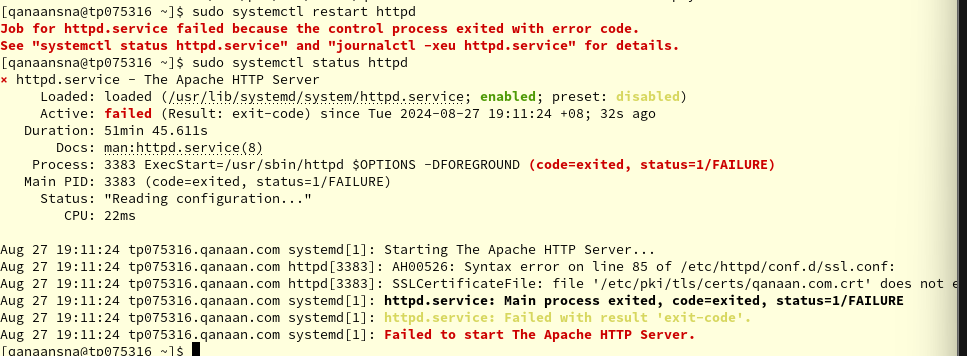 [qanaansna@tp075316 ~]$ sudo systemctl restart httpd
Job for httpd.service failed because the control process exited with error code.
See "systemctl status httpd.service" and "journalctl -xeu httpd.service" for details.
[qanaansna@tp075316 ~]$ sudo systemctl status httpd
× httpd.service - The Apache HTTP Server
     Loaded: loaded (/usr/lib/systemd/system/httpd.service; enabled; preset: disabled)
     Active: failed (Result: exit-code) since Tue 2024-08-27 19:11:24 +08; 32s ago
   Duration: 51min 45.611s
       Docs: man:httpd.service(8)
    Process: 3383 ExecStart=/usr/sbin/httpd $OPTIONS -DFOREGROUND (code=exited, status=1/FAILURE)
   Main PID: 3383 (code=exited, status=1/FAILURE)
     Status: "Reading configuration..."
        CPU: 22ms

Aug 27 19:11:24 tp075316.qanaan.com systemd[1]: Starting The Apache HTTP Server...
Aug 27 19:11:24 tp075316.qanaan.com httpd[3383]: AH00526: Syntax error on line 85 of /etc/httpd/conf.d/ssl.conf:
Aug 27 19:11:24 tp075316.qanaan.com httpd[3383]: SSLCertificateFile: file '/etc/pki/tls/certs/qanaan.com.crt' does not e
Aug 27 19:11:24 tp075316.qanaan.com systemd[1]: httpd.service: Main process exited, code=exited, status=1/FAILURE
Aug 27 19:11:24 tp075316.qanaan.com systemd[1]: httpd.service: Failed with result 'exit-code'.
Aug 27 19:11:24 tp075316.qanaan.com systemd[1]: Failed to start The Apache HTTP Server.
[qanaansna@tp075316 ~]$